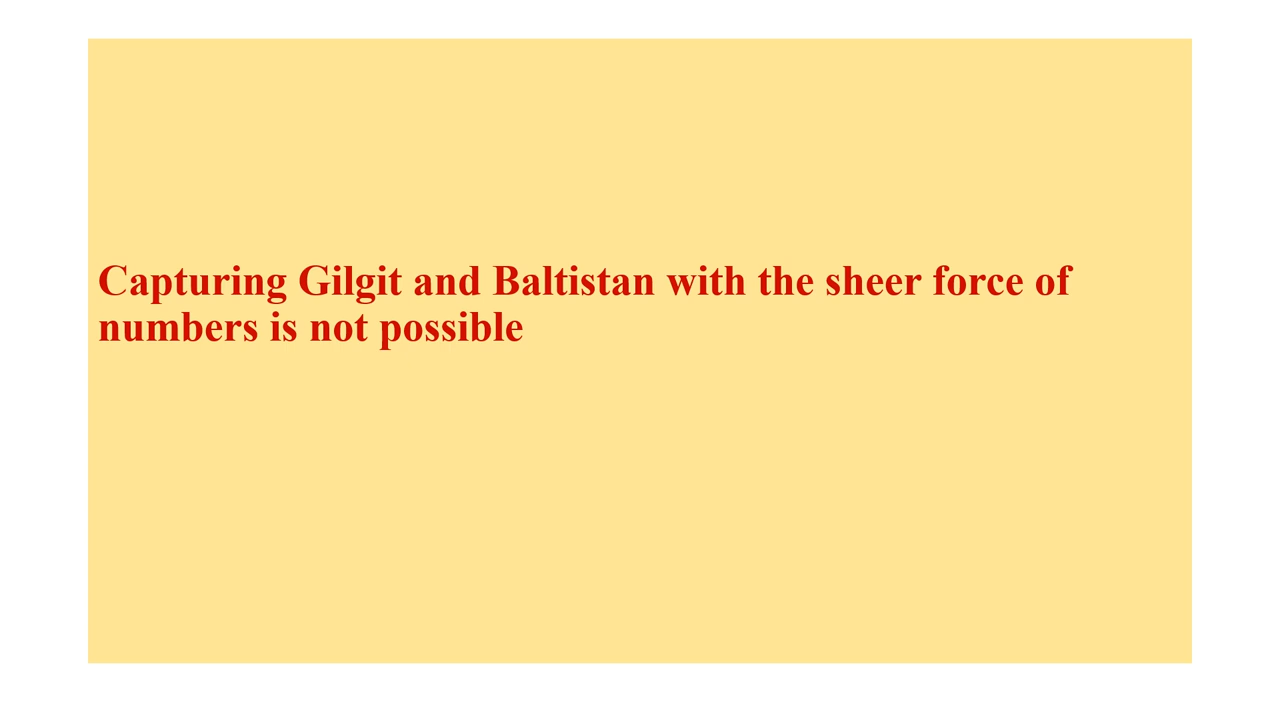 Capturing Gilgit and Baltistan with the sheer force of
numbers is not possible